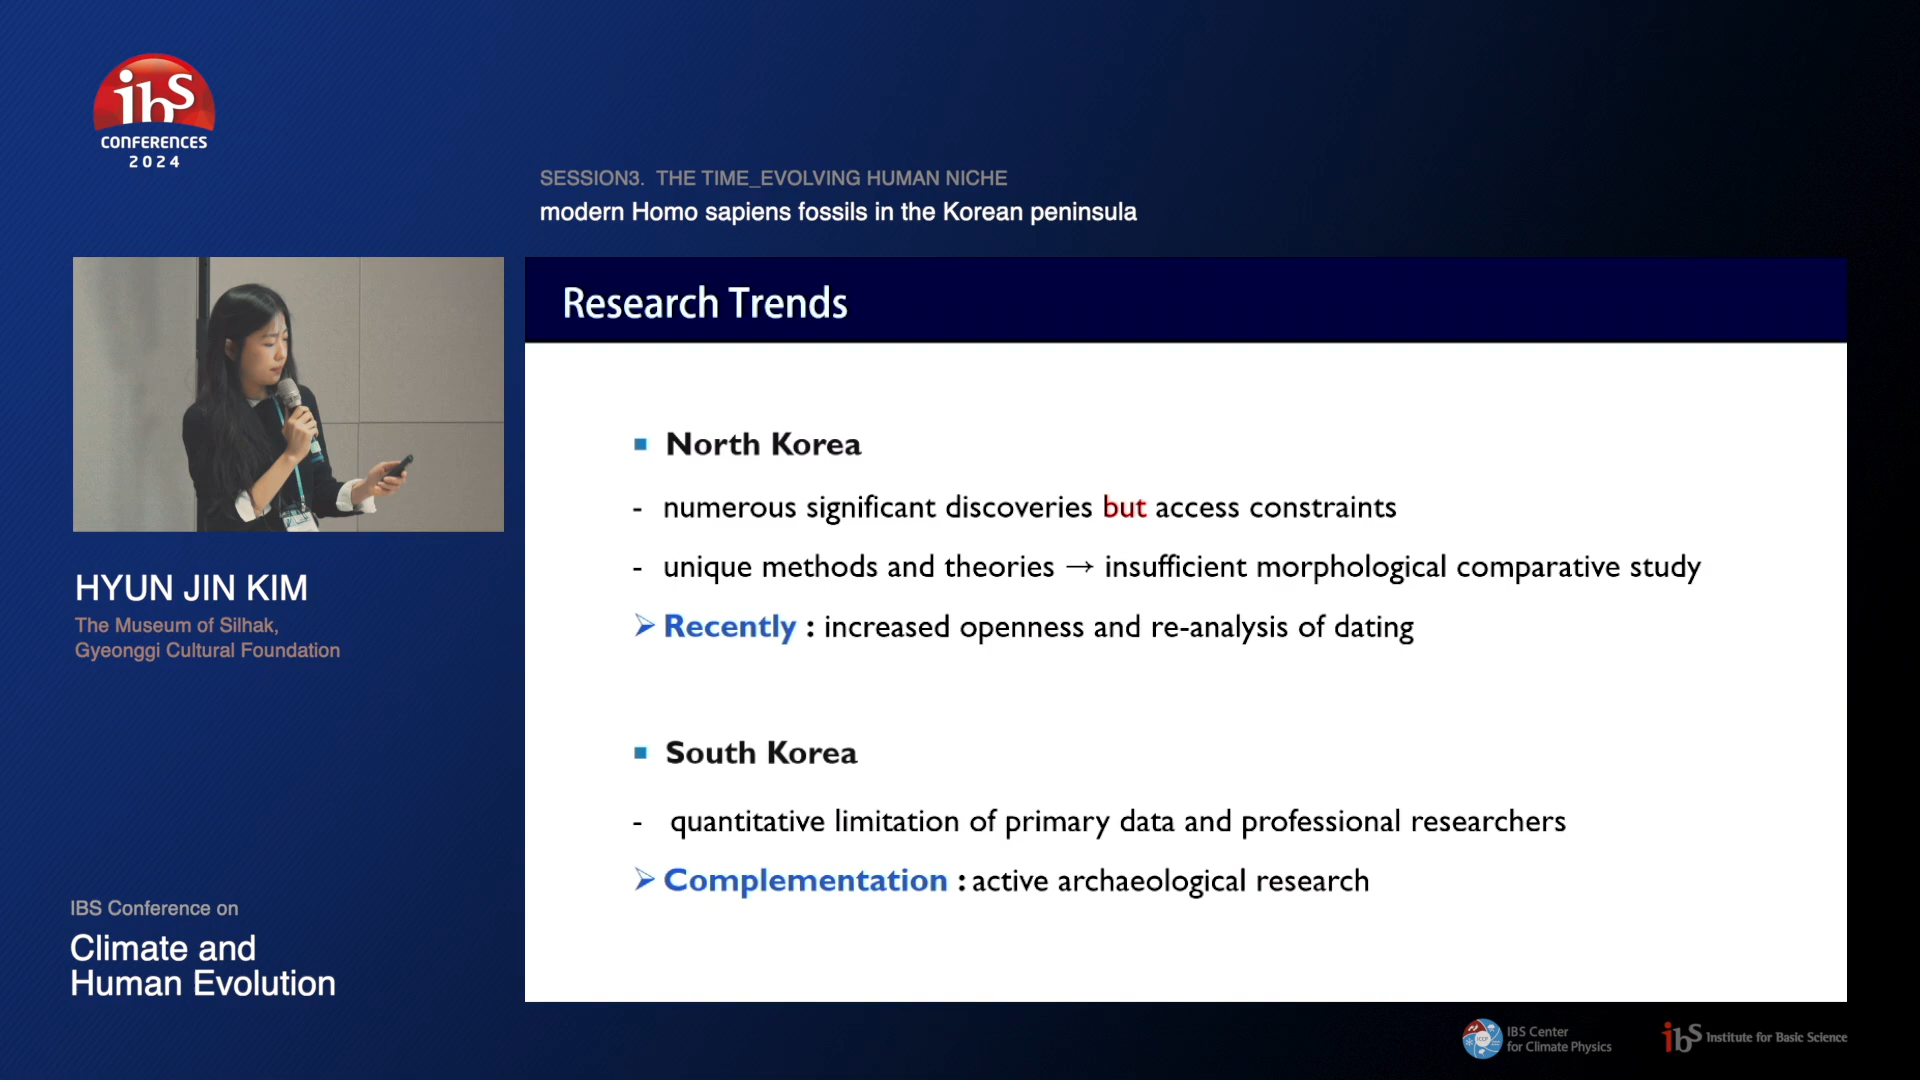 ibs
CONFERENCES
2024
SESSION3. THE TIME_EVOLVING HUMAN NICHE
modern Homo sapiens fossils in the Korean peninsula
Research Trends
▪ North Korea
- numerous significant discoveries but access constraints
- unique methods and theories → insufficient morphological comparative study
➢ Recently : increased openness and re-analysis of dating
▪ South Korea
- quantitative limitation of primary data and professional researchers
➢ Complementation : active archaeological research
HYUN JIN KIM
The Museum of Silhak,
Gyeonggi Cultural Foundation
IBS Conference on
Climate and
Human Evolution
IBS Center
for Climate Physics
ibs Institute for Basic Science